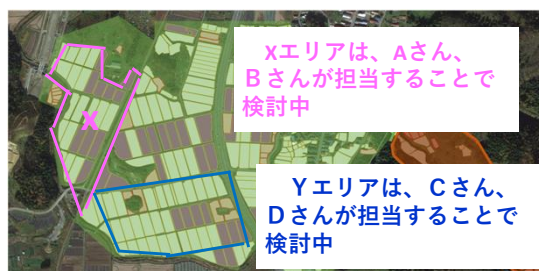 Xエリアは、Aさん、
Bさんが担当することで
検討中
X
Yエリアは、Cさん、
Dさんが担当することで
検討中